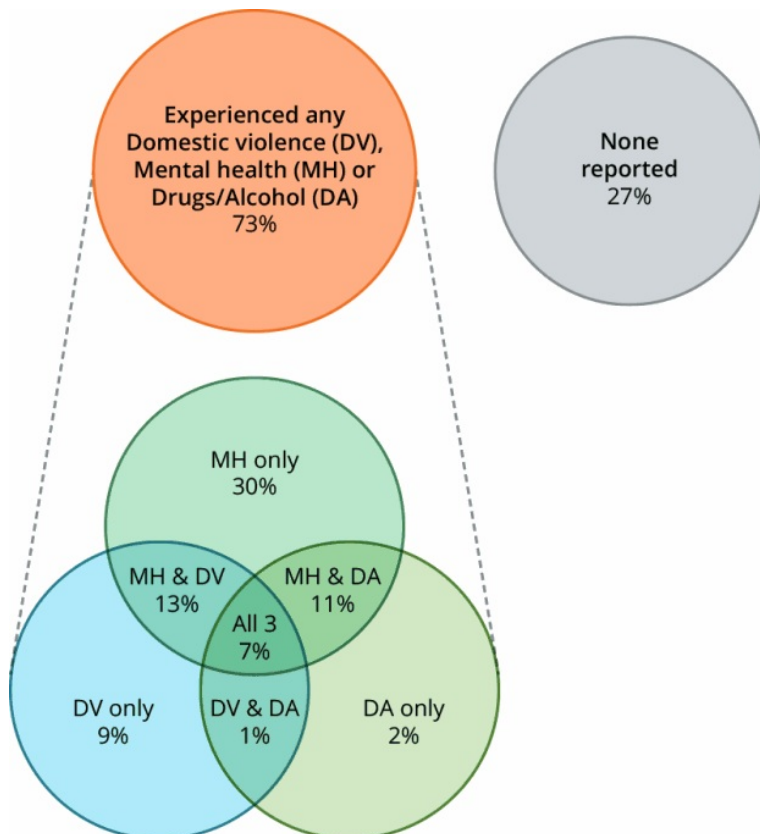 Experienced any
Domestic violence (DV),
Mental health (MH) or
Drugs/Alcohol (DA)
73%
None
reported
27%
MH only
30%
MH & DV
13%
MH & DA
11%
All 3
7%
DV only
9%
DV & DA
1%
DA only
2%